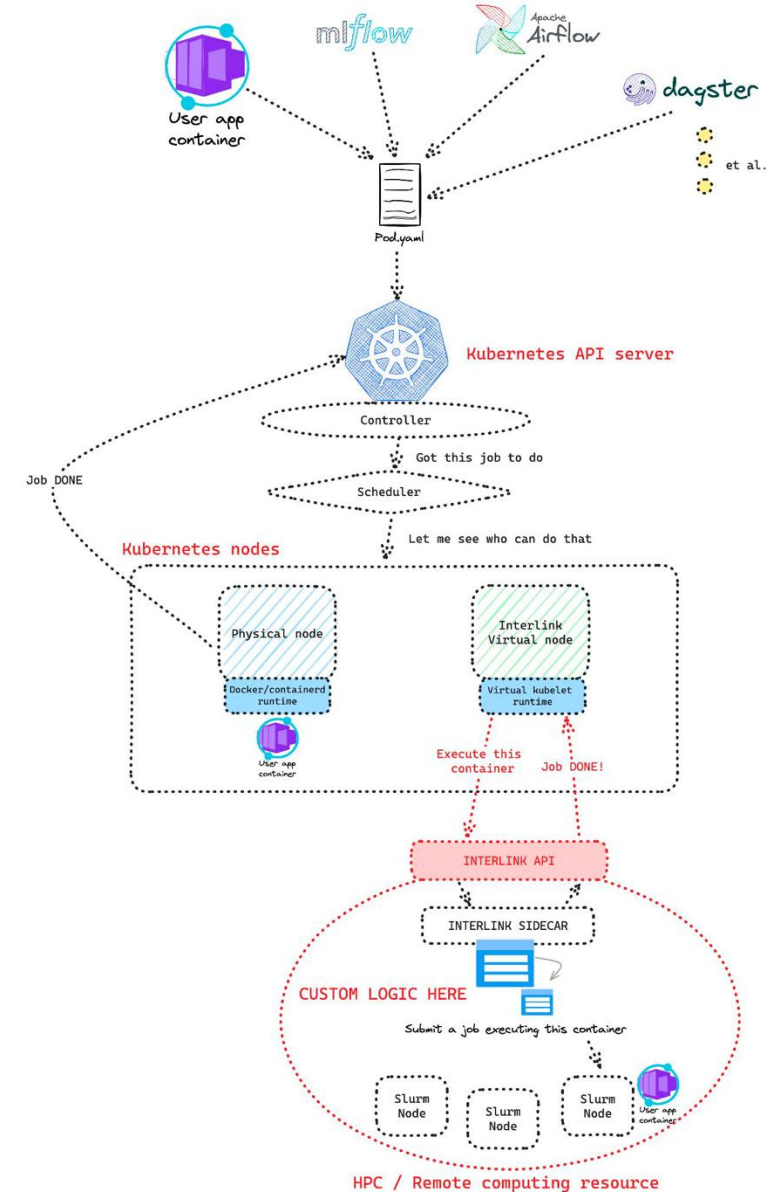 mlflow
Apache
Airflow
User app
container
dagster
et al.
Pod.yaml
Kubernetes API server
Controller
Got this job to do
Job DONE
Scheduler
Let me see who can do that
Kubernetes nodes
Physical node
Interlink
Virtual node
Docker/containerd
runtime
Virtual kubelet
runtime
User app
container
Execute this
container
Job DONE!
INTERLINK API
INTERLINK SIDECAR
CUSTOM LOGIC HERE
Submit a job executing this container
Slurm
Node
Slurm
Node
Slurm
Node
User app
container
HPC / Remote computing resource